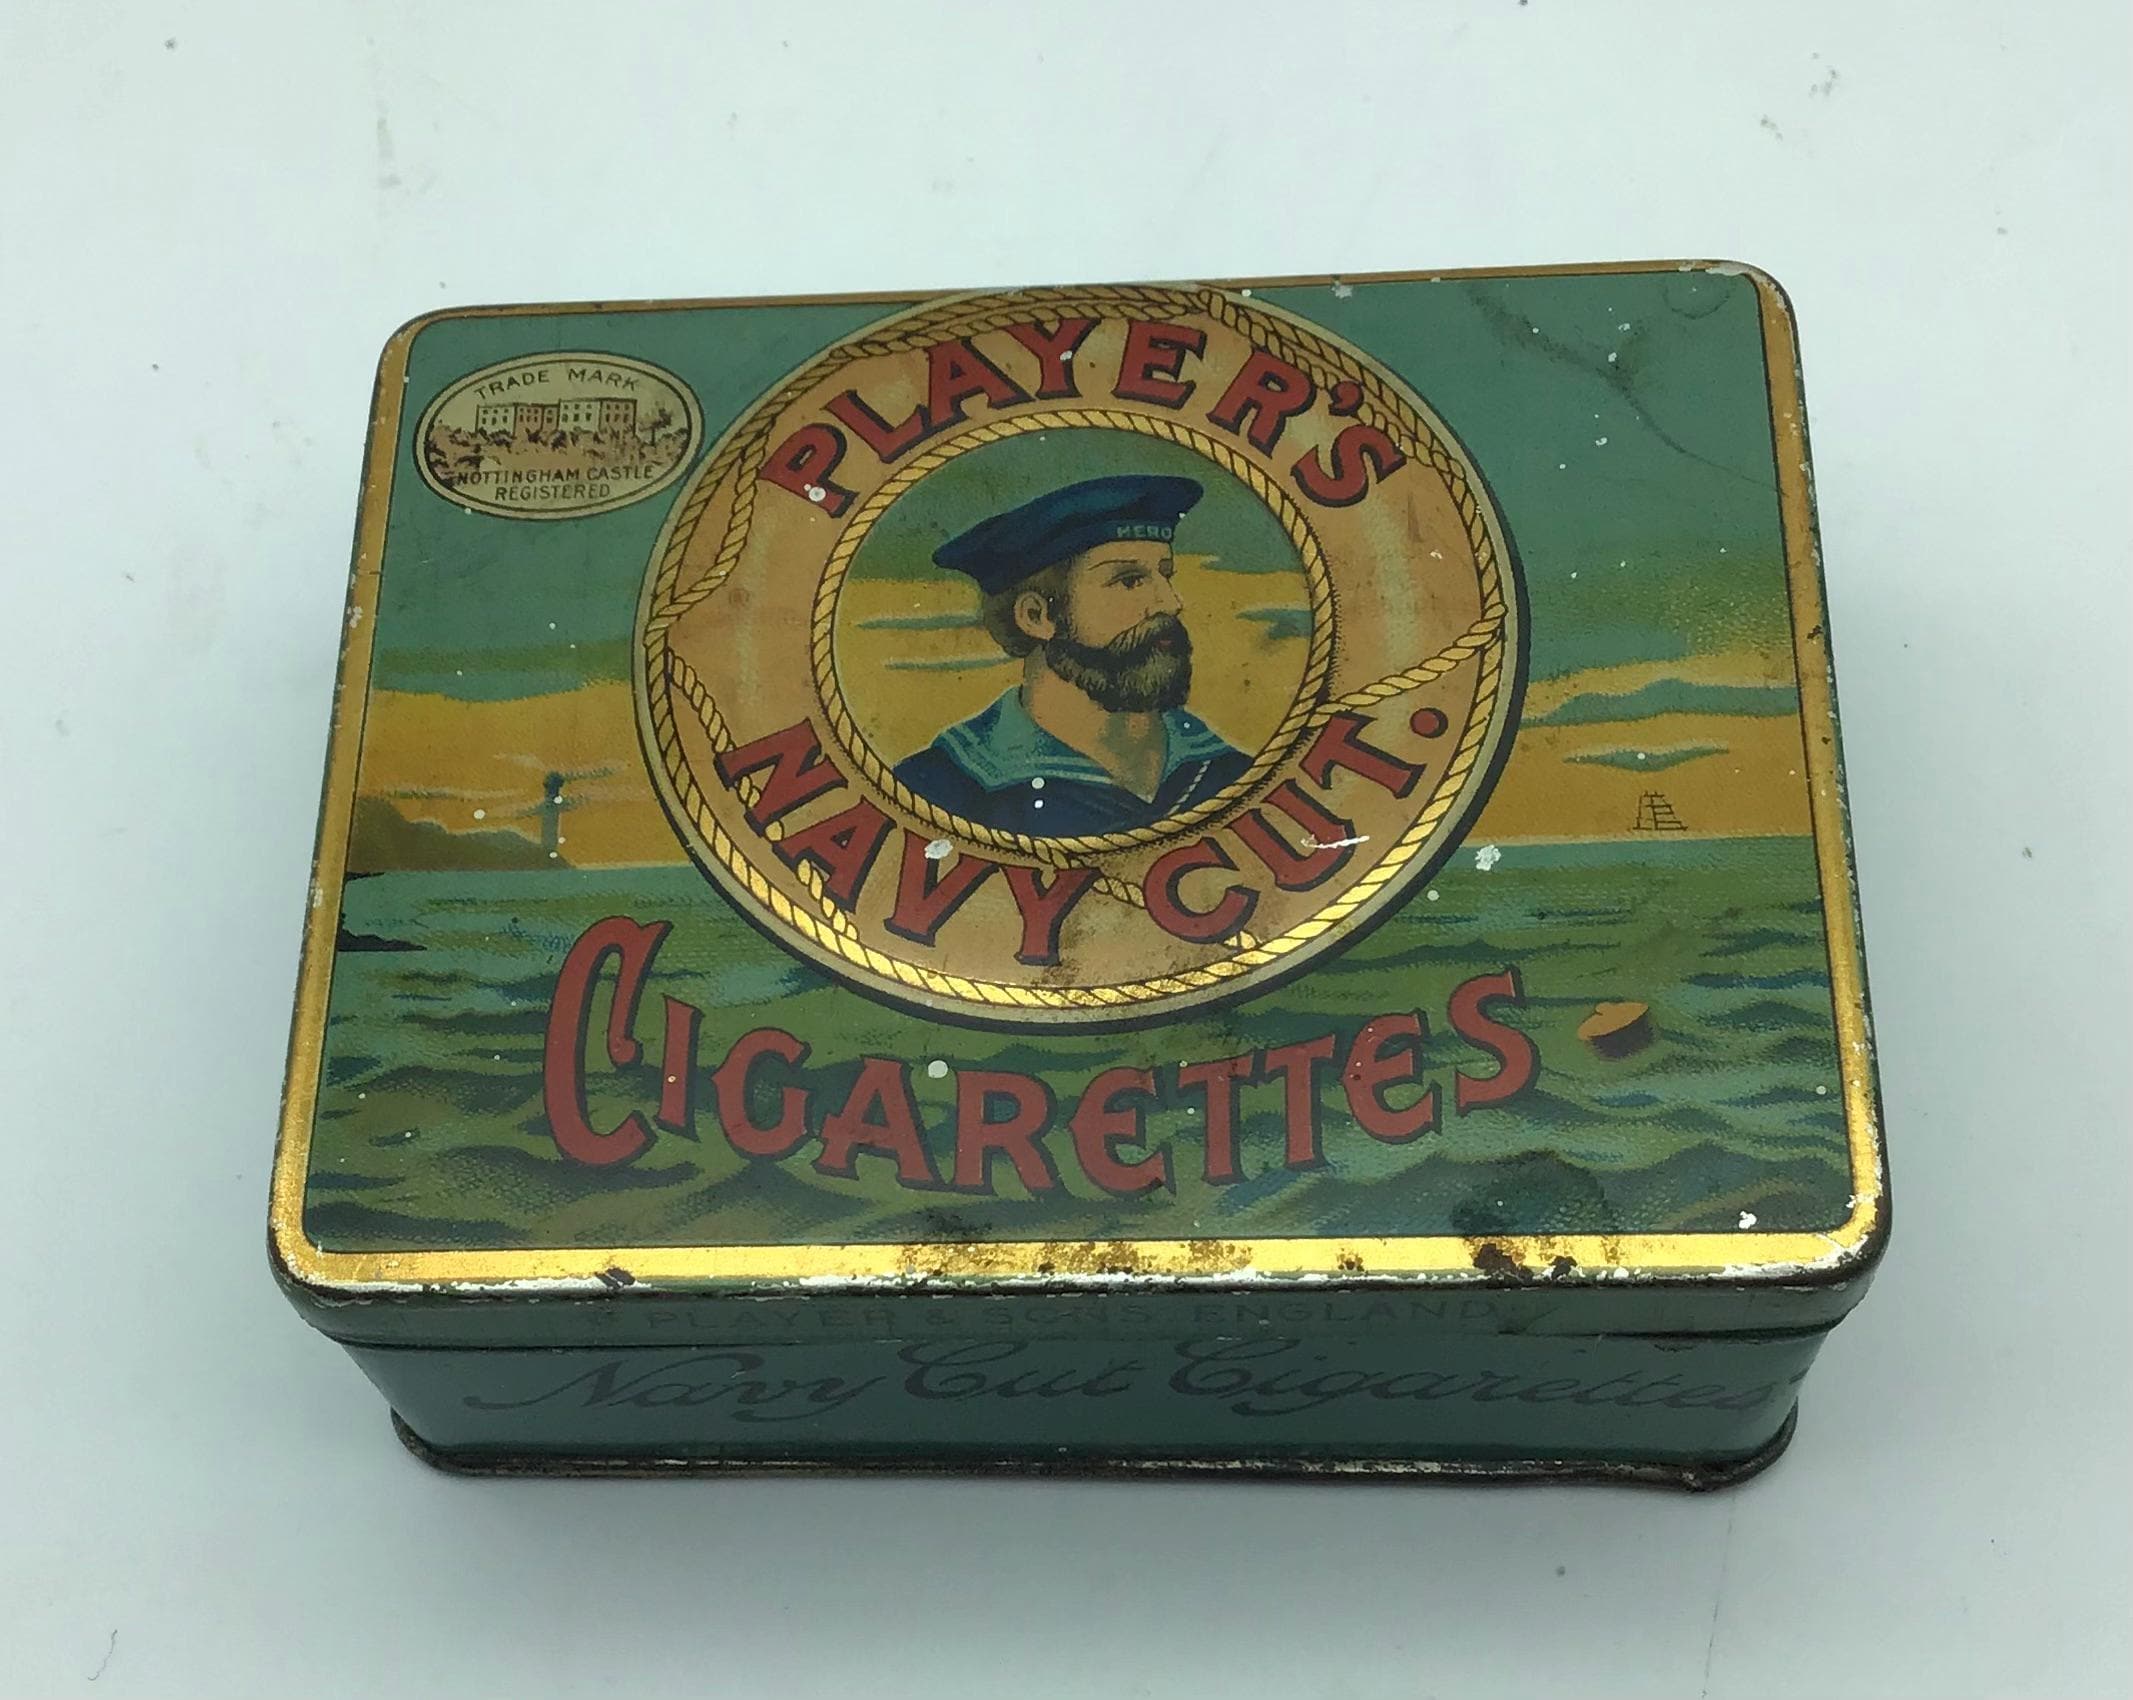 TRADE MARK
NOTTINGHAM CASTLE
REGISTERED
PLAYER'S
HERO
NAVY CUT.
CIGARETTES
PLAYER & SONS. ENGLAND
Navy Cut Cigarettes